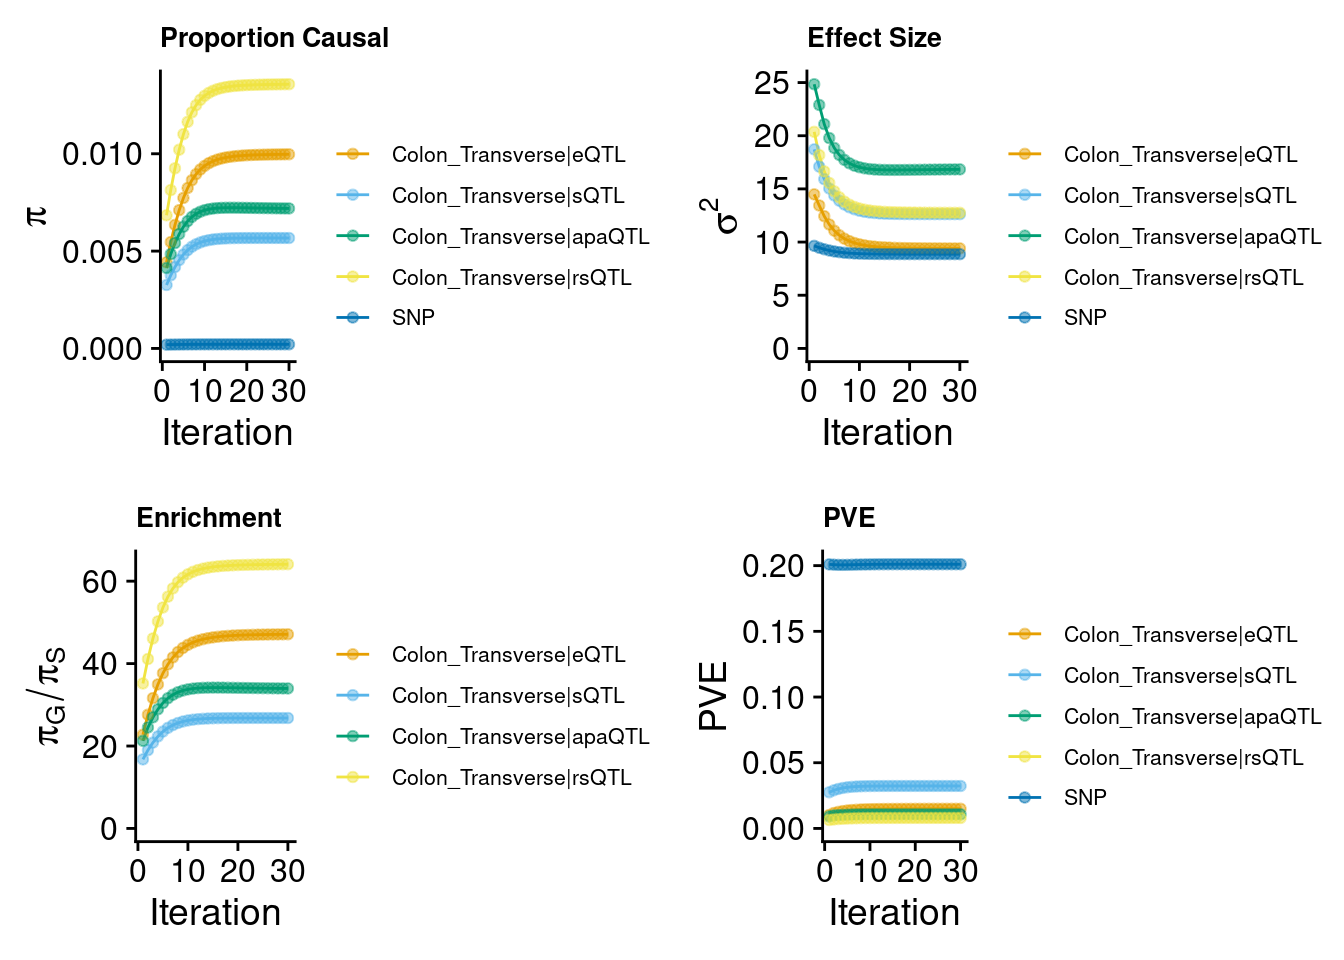 Proportion Causal
π
0.010
0.005
0.000
0 10 20 30
Iteration
Colon_Transverse|eQTL
Colon_Transverse|sQTL
Colon_Transverse|apaQTL
Colon_Transverse|rsQTL
SNP
Effect Size
σ²
25
20
15
10
5
0
0 10 20 30
Iteration
Colon_Transverse|eQTL
Colon_Transverse|sQTL
Colon_Transverse|apaQTL
Colon_Transverse|rsQTL
SNP
Enrichment
π_G/π_S
60
40
20
0
0 10 20 30
Iteration
Colon_Transverse|eQTL
Colon_Transverse|sQTL
Colon_Transverse|apaQTL
Colon_Transverse|rsQTL
PVE
PVE
0.20
0.15
0.10
0.05
0.00
0 10 20 30
Iteration
Colon_Transverse|eQTL
Colon_Transverse|sQTL
Colon_Transverse|apaQTL
Colon_Transverse|rsQTL
SNP